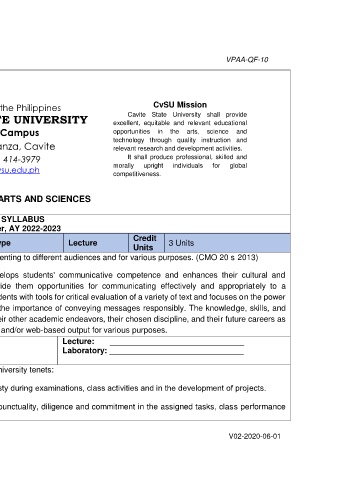 VPAA-QF-10
the Philippines
TE UNIVERSITY
Campus
anza, Cavite
414-3979
su.edu.ph
CvSU Mission
Cavite State University shall provide
excellent, equitable and relevant educational
opportunities in the arts, science and
technology through quality instruction and
relevant research and development activities.
It shall produce professional, skilled and
morally upright individuals for global
competitiveness.
ARTS AND SCIENCES
SYLLABUS
er, AY 2022-2023
ype Lecture Credit Units 3 Units
enting to different audiences and for various purposes. (CMO 20 s 2013)
elops students' communicative competence and enhances their cultural and
vide them opportunities for communicating effectively and appropriately to a
dents with tools for critical evaluation of a variety of text and focuses on the power
the importance of conveying messages responsibly. The knowledge, skills, and
eir other academic endeavors, their chosen discipline, and their future careers as
and/or web-based output for various purposes.
Lecture:
Laboratory:
niversity tenets:
sty during examinations, class activities and in the development of projects.
punctuality, diligence and commitment in the assigned tasks, class performance
V02-2020-06-01